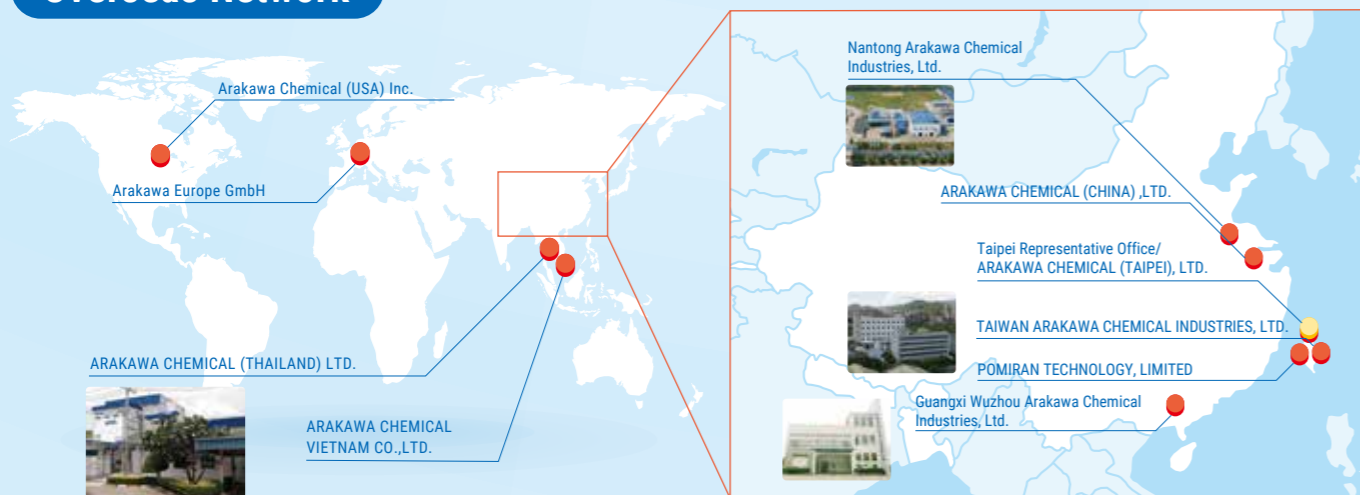 Overseas Network
Arakawa Chemical (USA) Inc.
Arakawa Europe GmbH
ARAKAWA CHEMICAL (THAILAND) LTD.
ARAKAWA CHEMICAL
VIETNAM CO.,LTD.
Nantong Arakawa Chemical
Industries, Ltd.
ARAKAWA CHEMICAL (CHINA) ,LTD.
Taipei Representative Office/
ARAKAWA CHEMICAL (TAIPEI), LTD.
TAIWAN ARAKAWA CHEMICAL INDUSTRIES, LTD.
POMIRAN TECHNOLOGY, LIMITED
Guangxi Wuzhou Arakawa Chemical
Industries, Ltd.